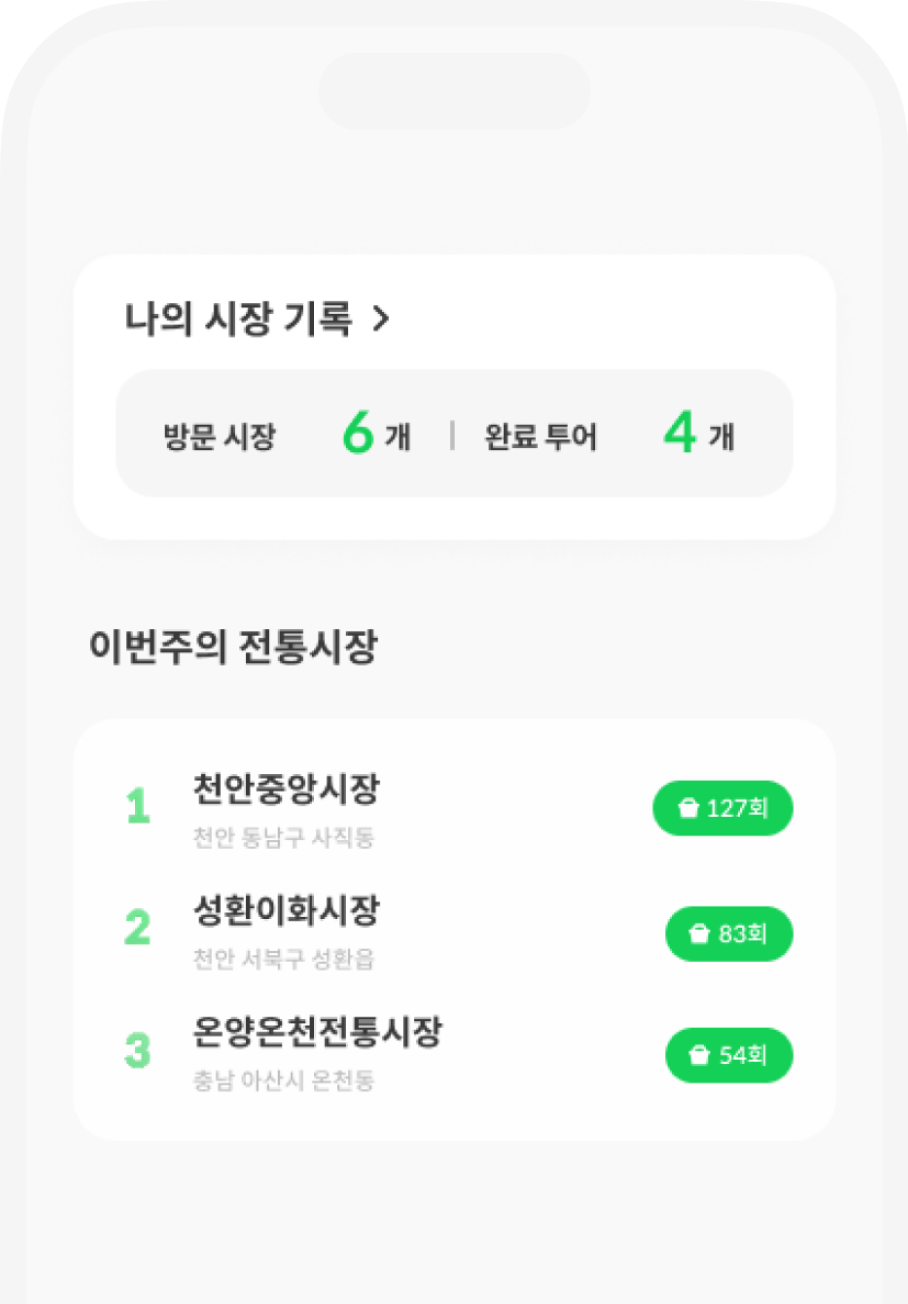 나의 시장 기록 >
방문 시장 6 개 | 완료 투어 4 개
이번주의 전통시장
1 천안중앙시장 127회
천안 동남구 사직동
2 성환이화시장 83회
천안 서북구 성환읍
3 온양온천전통시장 54회
충남 아산시 온천동